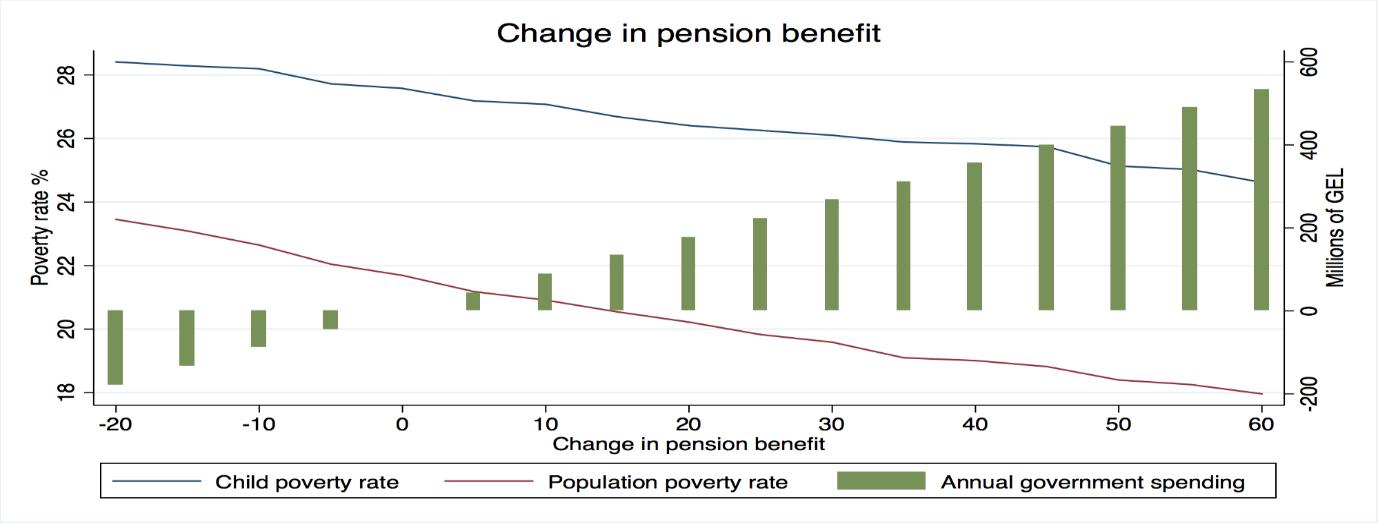 Change in pension benefit
28
26
24
22
20
18
Poverty rate %
600
400
200
0
-200
Millions of GEL
-20 -10 0 10 20 30 40 50 60
Change in pension benefit
Child poverty rate Population poverty rate Annual government spending